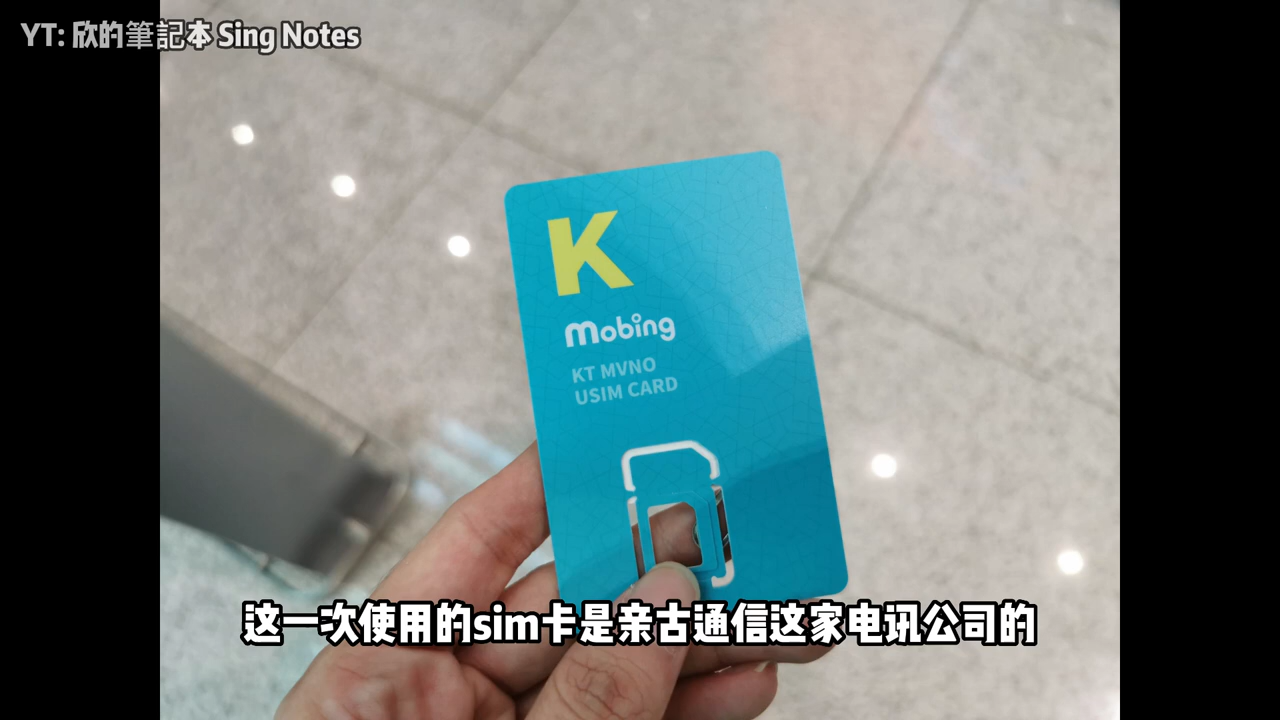 YT: 欣的筆記本 Sing Notes
K
Mobing
KT MVNO
USIM CARD
这一次使用的sim卡是亲古通信这家电讯公司的